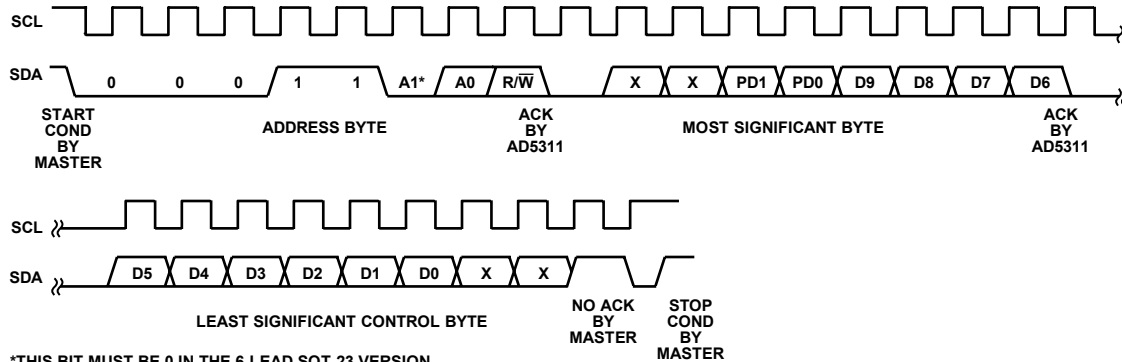 SCL
SDA 0 0 0 1 1 A1* A0 R/W̅ X X PD1 PD0 D9 D8 D7 D6
START COND BY MASTER
ADDRESS BYTE
ACK BY AD5311
MOST SIGNIFICANT BYTE
ACK BY AD5311
SCL
SDA D5 D4 D3 D2 D1 D0 X X
LEAST SIGNIFICANT CONTROL BYTE
NO ACK BY MASTER
STOP COND BY MASTER
*THIS BIT MUST BE 0 IN THE 6-LEAD SOT-23 VERSION